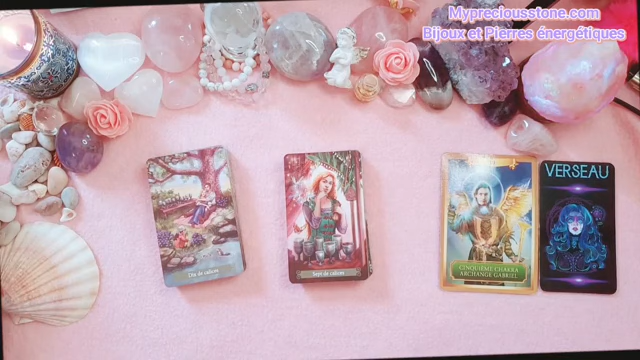 Mypreciousstone.com
Bijoux et Pierres énergétiques
VERSEAU
Dix de calices
Sept de calices
CINQUIÈME CHAKRA
ARCHANGE GABRIEL